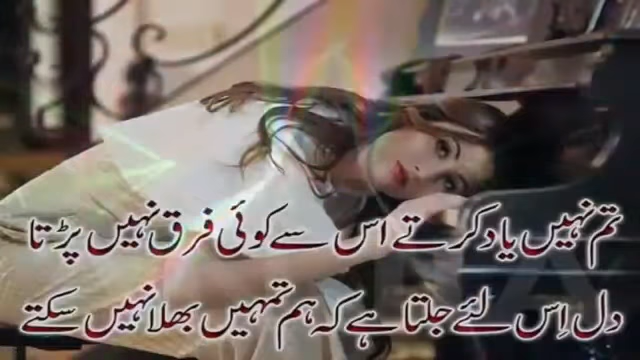 تم نہیں یاد کرتے اس سے کوئی فرق نہیں پڑتا
دل اِس لئے جلتا ہے کہ ہم تمہیں بھلا نہیں سکتے